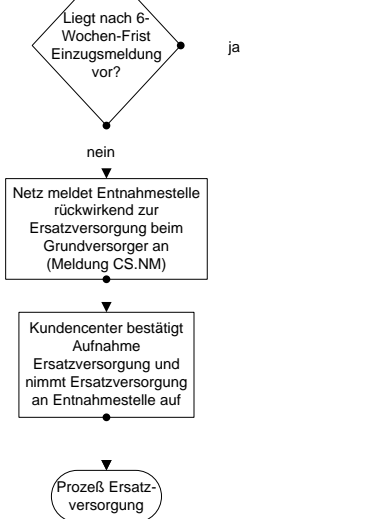 Liegt nach 6-
Wochen-Frist
Einzugsmeldung
vor?
ja
nein
Netz meldet Entnahmestelle
rückwirkend zur
Ersatzversorgung beim
Grundversorger an
(Meldung CS.NM)
Kundencenter bestätigt
Aufnahme
Ersatzversorgung und
nimmt Ersatzversorgung
an Entnahmestelle auf
Prozeß Ersatz-
versorgung